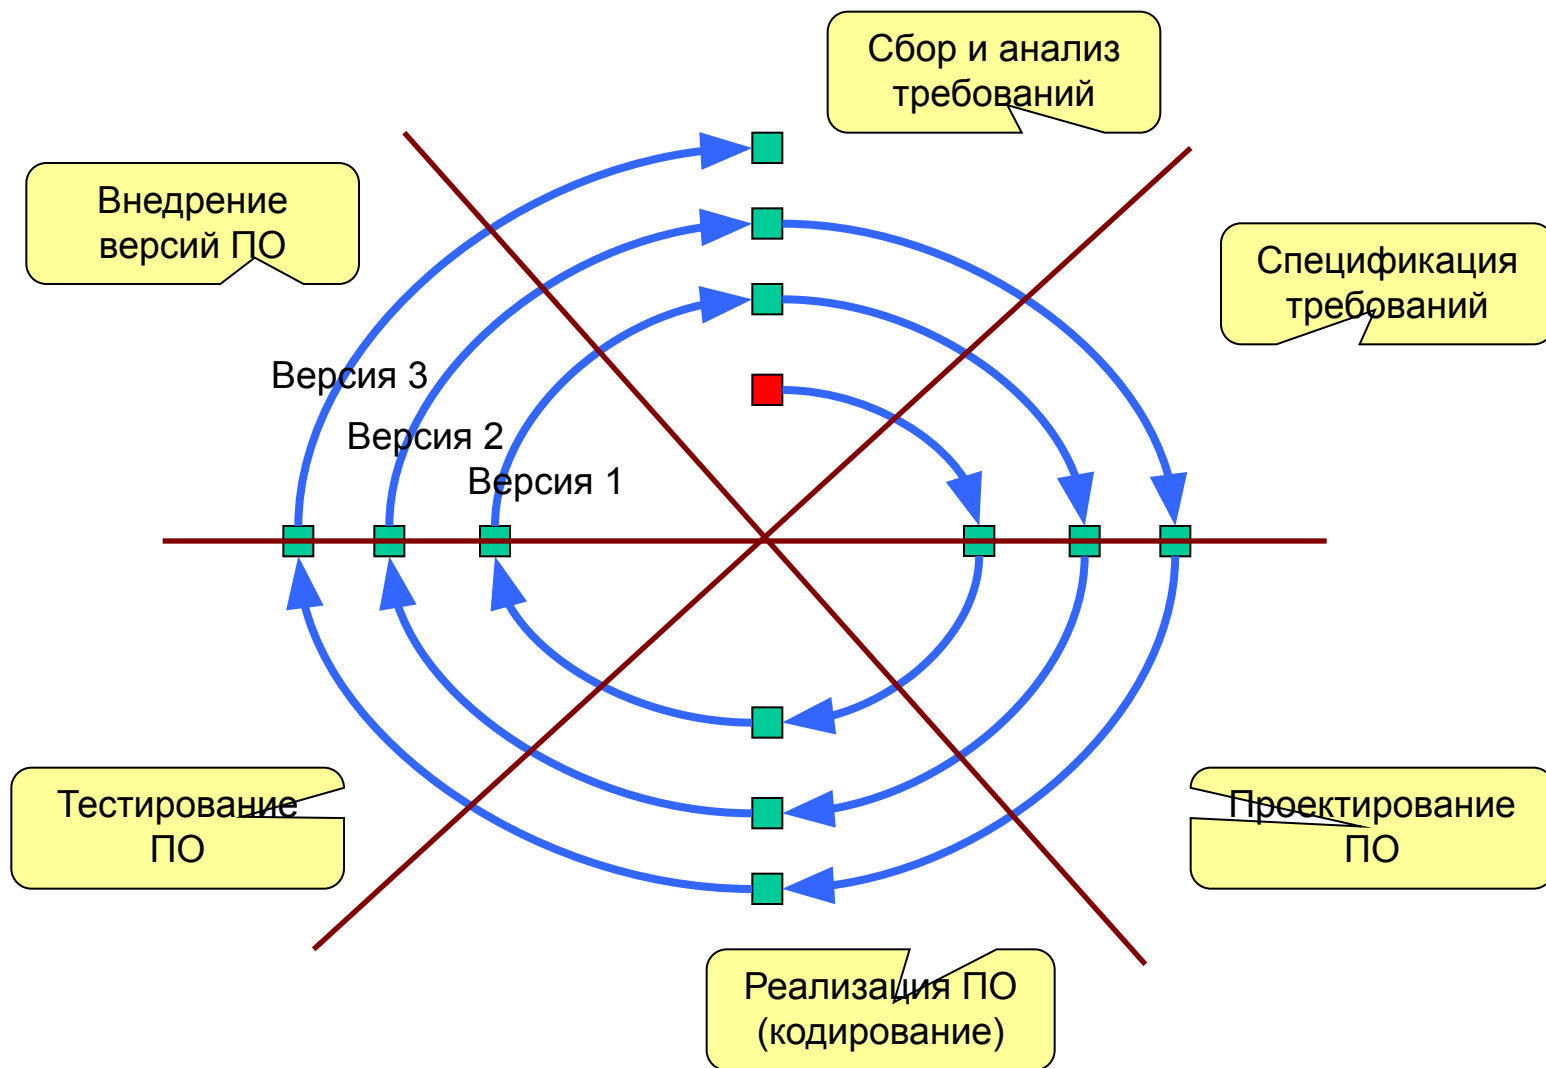 Сбор и анализ
требований
Внедрение
версий ПО
Спецификация
требований
Версия 3
Версия 2
Версия 1
Тестирование
ПО
Проектирование
ПО
Реализация ПО
(кодирование)